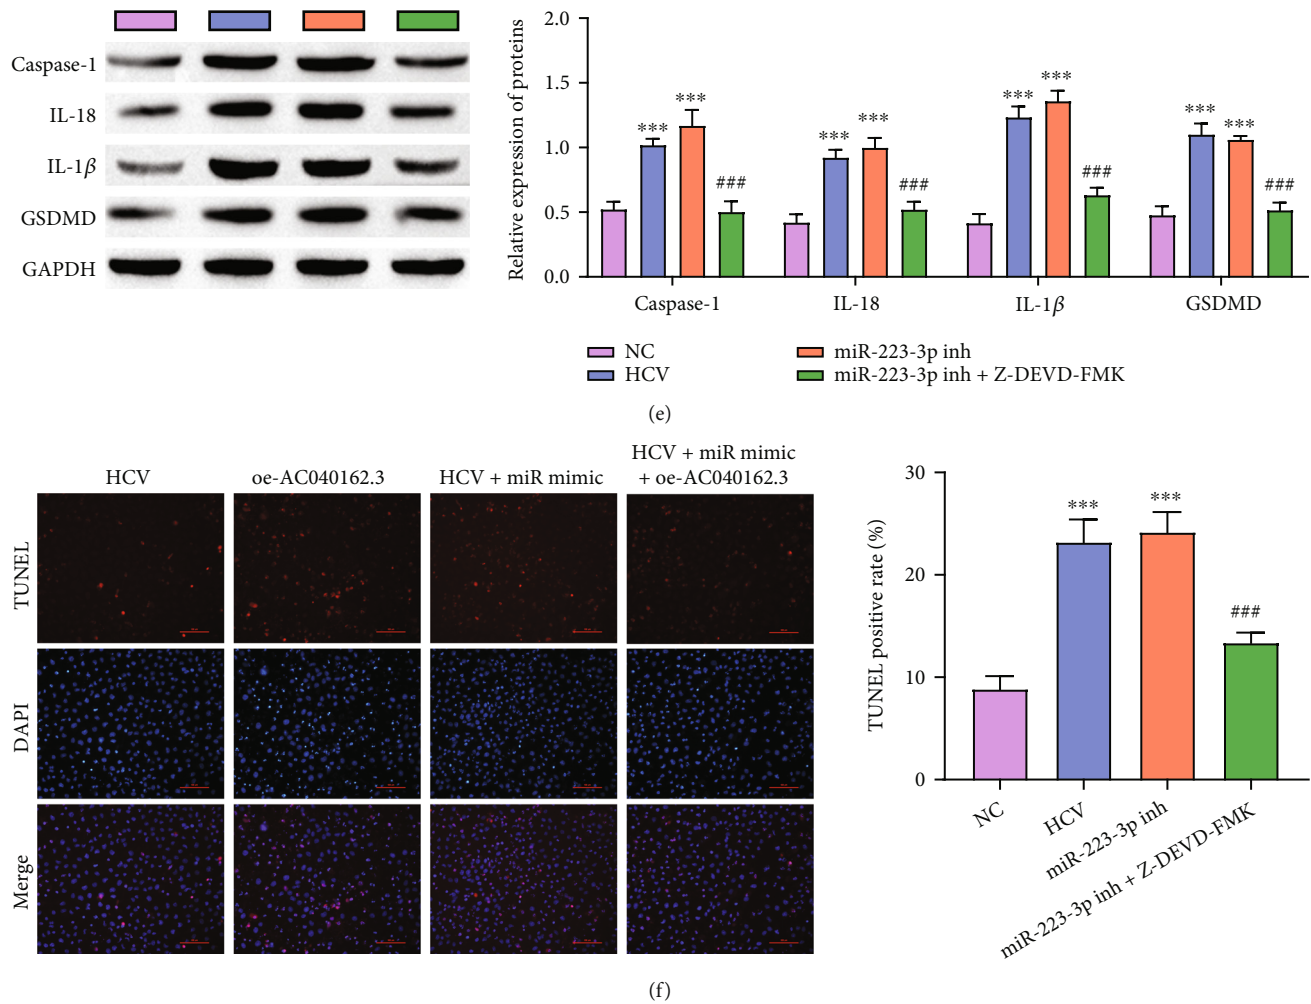 Caspase-1
IL-18
IL-1β
GSDMD
GAPDH
Relative expression of proteins
2.0
1.5
1.0
0.5
0.0
*** *** ###
*** *** ###
*** *** ###
*** *** ###
Caspase-1 IL-18 IL-1β GSDMD
NC miR-223-3p inh
HCV miR-223-3p inh + Z-DEVD-FMK
(e)
HCV oe-AC040162.3 HCV + miR mimic HCV + miR mimic
+ oe-AC040162.3
TUNEL
DAPI
Merge
TUNEL positive rate (%)
30
20
10
0
*** *** ###
NC
HCV
miR-223-3p inh
miR-223-3p inh + Z-DEVD-FMK
(f)